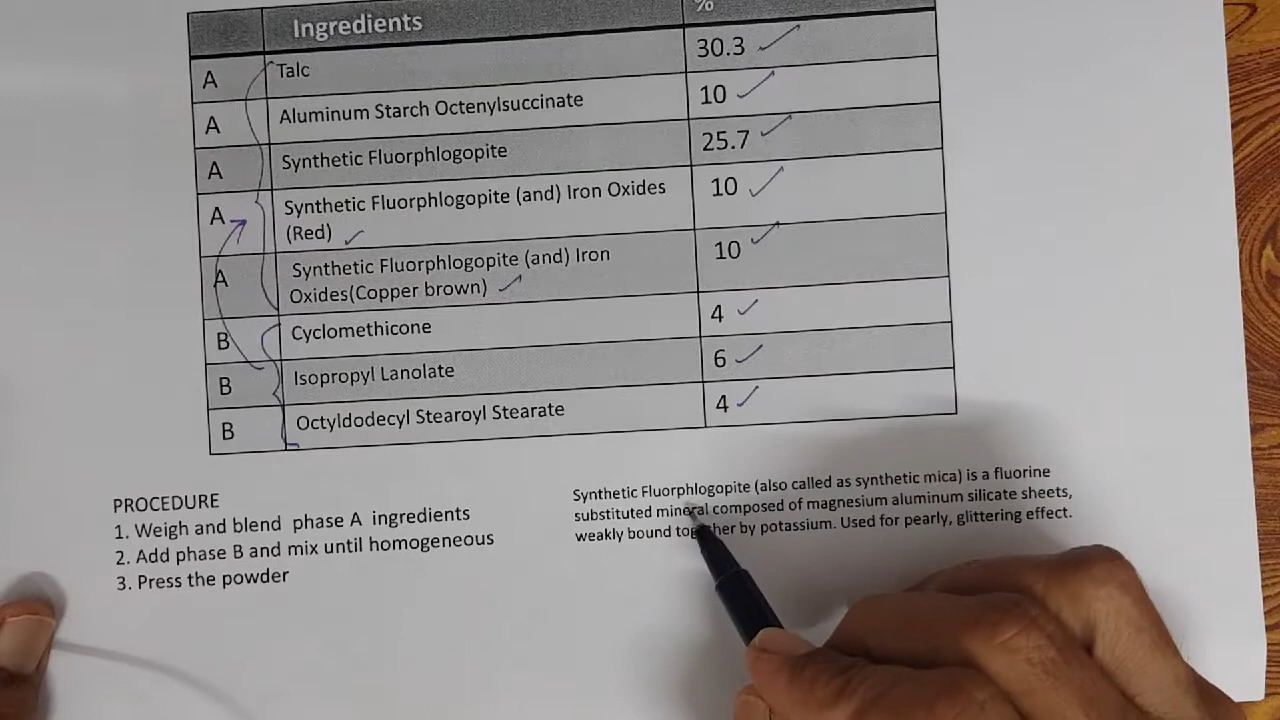 Ingredients %
A Talc 30.3
A Aluminum Starch Octenylsuccinate 10
A Synthetic Fluorphlogopite 25.7
A Synthetic Fluorphlogopite (and) Iron Oxides 10
(Red)
A Synthetic Fluorphlogopite (and) Iron 10
Oxides(Copper brown)
B Cyclomethicone 4
B Isopropyl Lanolate 6
B Octyldodecyl Stearoyl Stearate 4
PROCEDURE
1. Weigh and blend phase A ingredients
2. Add phase B and mix until homogeneous
3. Press the powder
Synthetic Fluorphlogopite (also called as synthetic mica) is a fluorine
substituted mineral composed of magnesium aluminum silicate sheets,
weakly bound together by potassium. Used for pearly, glittering effect.